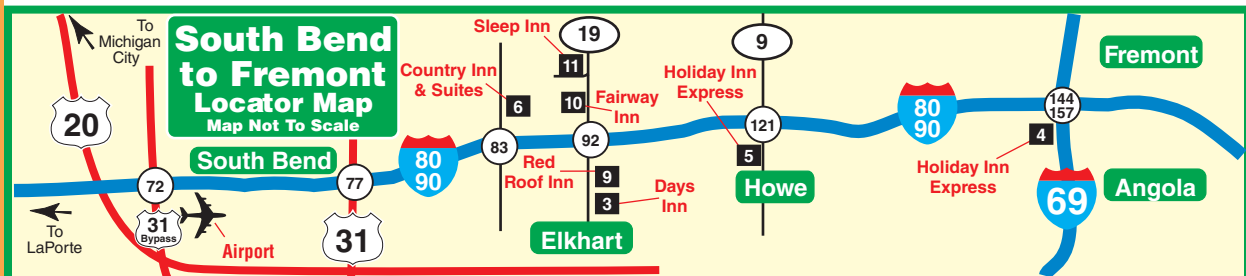 To
Michigan
City
20
South Bend
to Fremont
Locator Map
Map Not To Scale
South Bend
72
31
Bypass
Airport
To
LaPorte
77
31
80
90
Country Inn
& Suites
6
83
Sleep Inn
11
19
10
Fairway
Inn
92
Red
Roof Inn
9
3
Days
Inn
Elkhart
Holiday Inn
Express
9
121
5
Howe
80
90
Fremont
144
157
4
Holiday Inn
Express
69
Angola